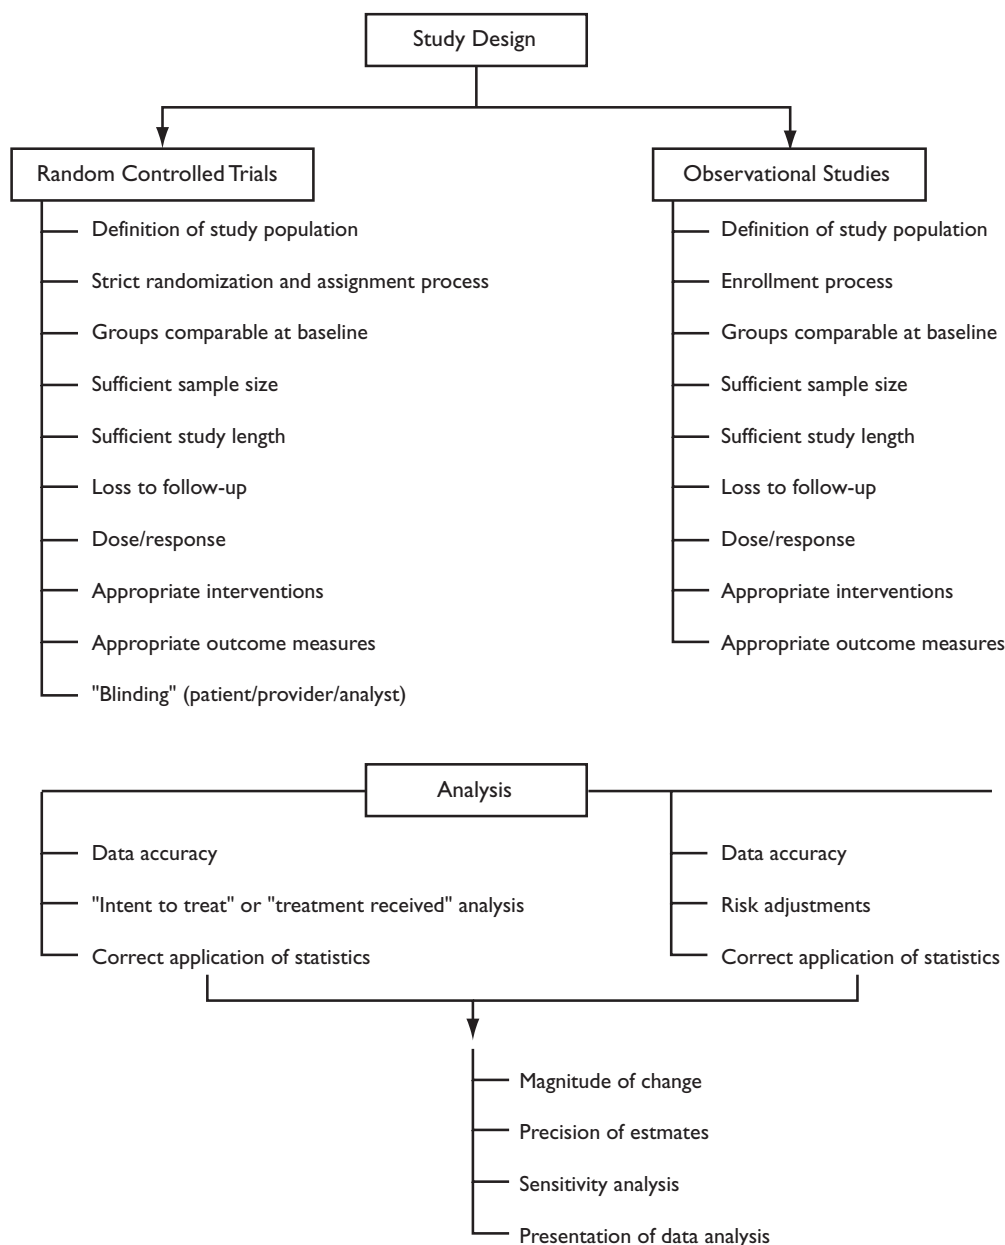 Study Design
Random Controlled Trials
Definition of study population
Strict randomization and assignment process
Groups comparable at baseline
Sufficient sample size
Sufficient study length
Loss to follow-up
Dose/response
Appropriate interventions
Appropriate outcome measures
"Blinding" (patient/provider/analyst)
Observational Studies
Definition of study population
Enrollment process
Groups comparable at baseline
Sufficient sample size
Sufficient study length
Loss to follow-up
Dose/response
Appropriate interventions
Appropriate outcome measures
Analysis
Data accuracy
"Intent to treat" or "treatment received" analysis
Correct application of statistics
Data accuracy
Risk adjustments
Correct application of statistics
Magnitude of change
Precision of estmates
Sensitivity analysis
Presentation of data analysis